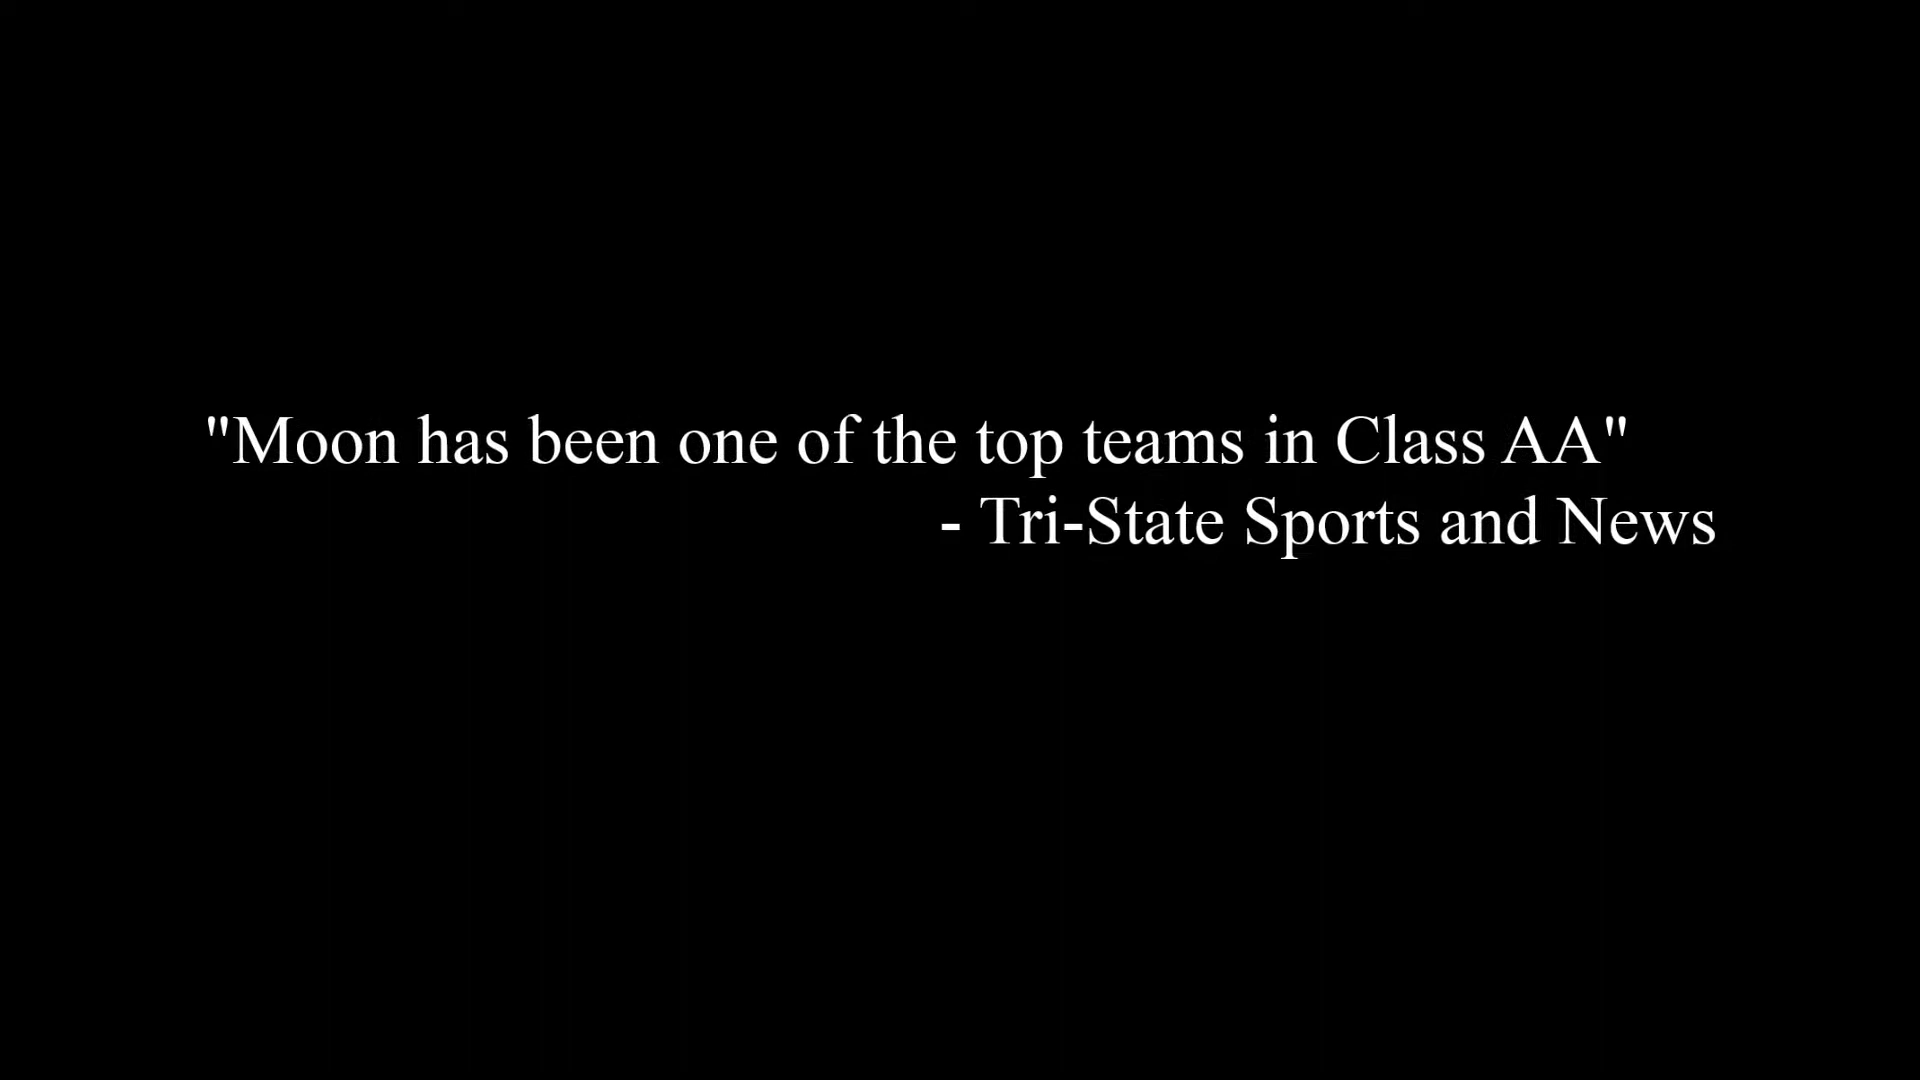 "Moon has been one of the top teams in Class AA"
- Tri-State Sports and News